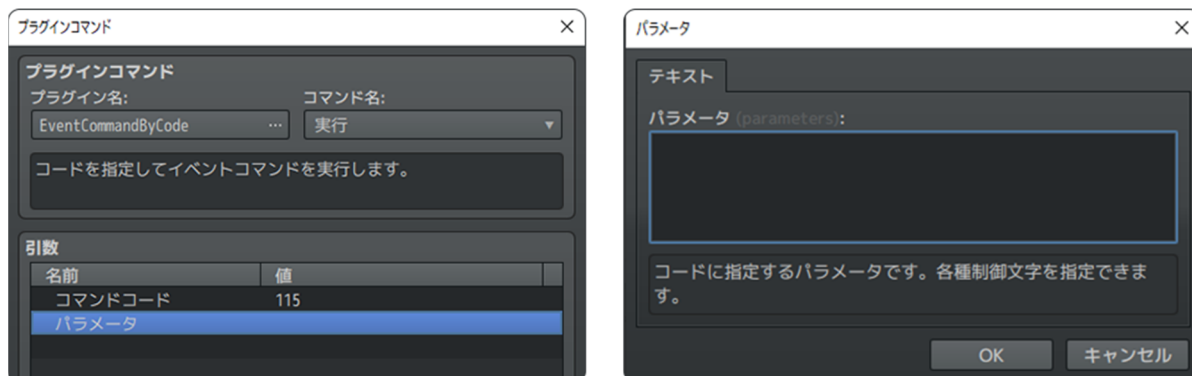 プラグインコマンド
プラグインコマンド
プラグイン名:
コマンド名:
EventCommandByCode ...
実行
コードを指定してイベントコマンドを実行します。
引数
名前 値
コマンドコード 115
パラメータ
パラメータ
テキスト
パラメータ (parameters):
コードに指定するパラメータです。各種制御文字を指定できま
す。
OK
キャンセル